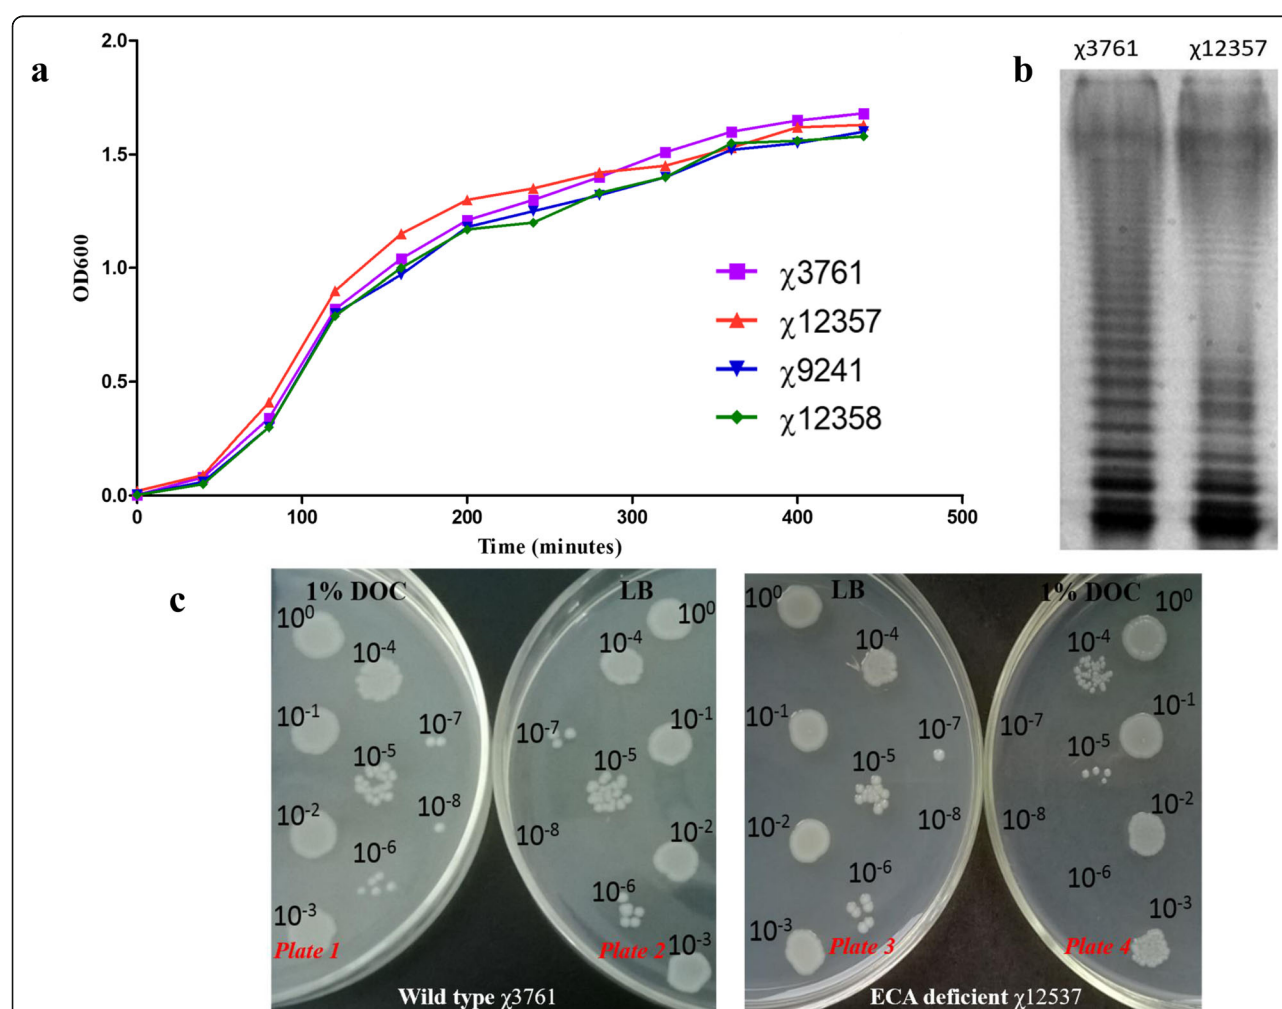 a
2.0
1.5
1.0
0.5
0.0
OD600
0 100 200 300 400 500
Time (minutes)
χ3761
χ12357
χ9241
χ12358
b
χ3761 χ12357
c
1% DOC
10⁰
10⁻⁴
10⁻¹
10⁻⁷
10⁻⁵
10⁻²
10⁻⁸
10⁻⁶
10⁻³
Plate 1
LB
10⁰
10⁻⁴
10⁻¹
10⁻⁷
10⁻⁵
10⁻²
10⁻⁸
10⁻⁶
10⁻³
Plate 2
Wild type χ3761
LB
10⁰
10⁻⁴
10⁻¹
10⁻⁷
10⁻⁵
10⁻²
10⁻⁸
10⁻⁶
10⁻³
Plate 3
1% DOC
10⁰
10⁻⁴
10⁻¹
10⁻⁷
10⁻⁵
10⁻²
10⁻⁸
10⁻⁶
10⁻³
Plate 4
ECA deficient χ12537